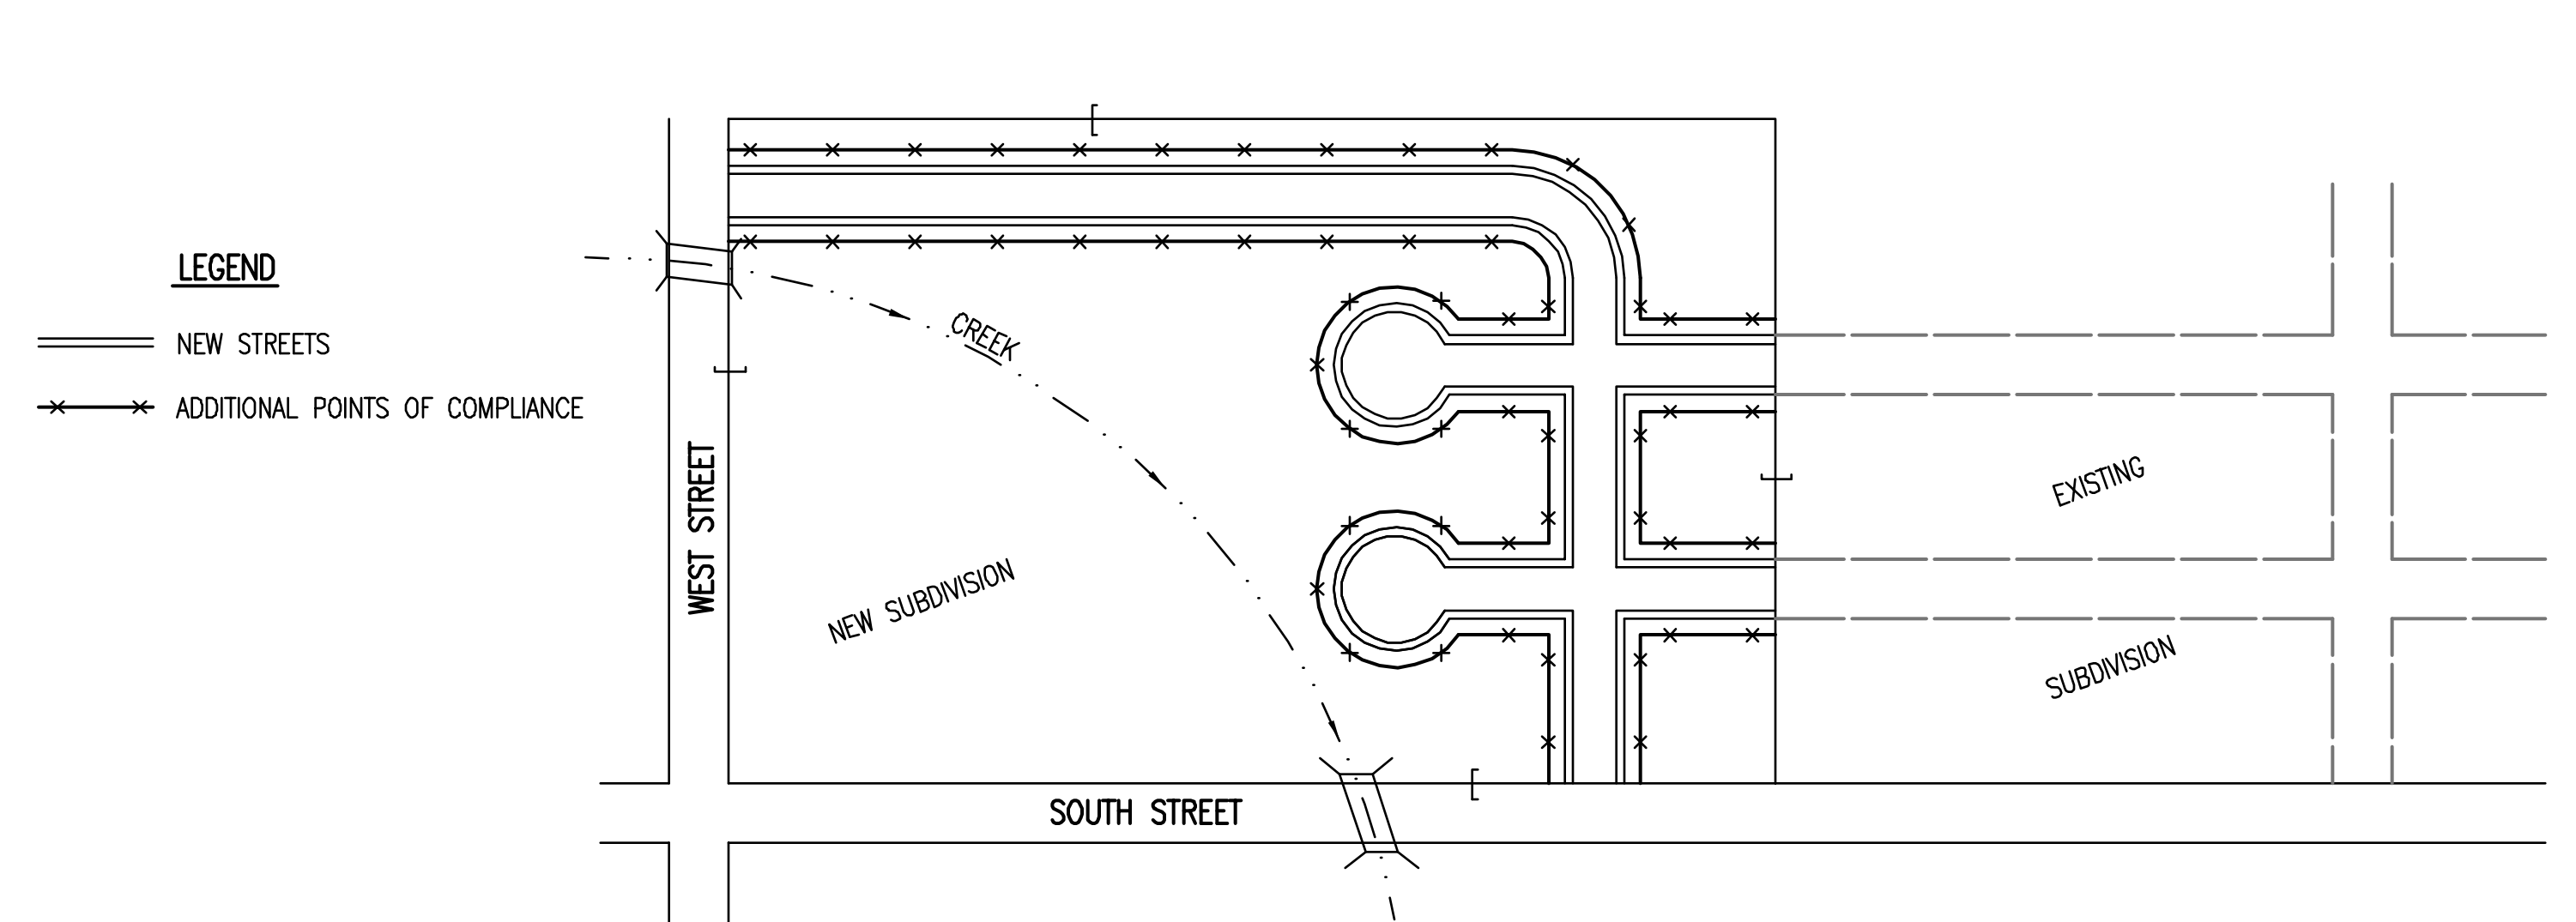 LEGEND
NEW STREETS
ADDITIONAL POINTS OF COMPLIANCE
CREEK
WEST STREET
NEW SUBDIVISION
EXISTING
SUBDIVISION
SOUTH STREET